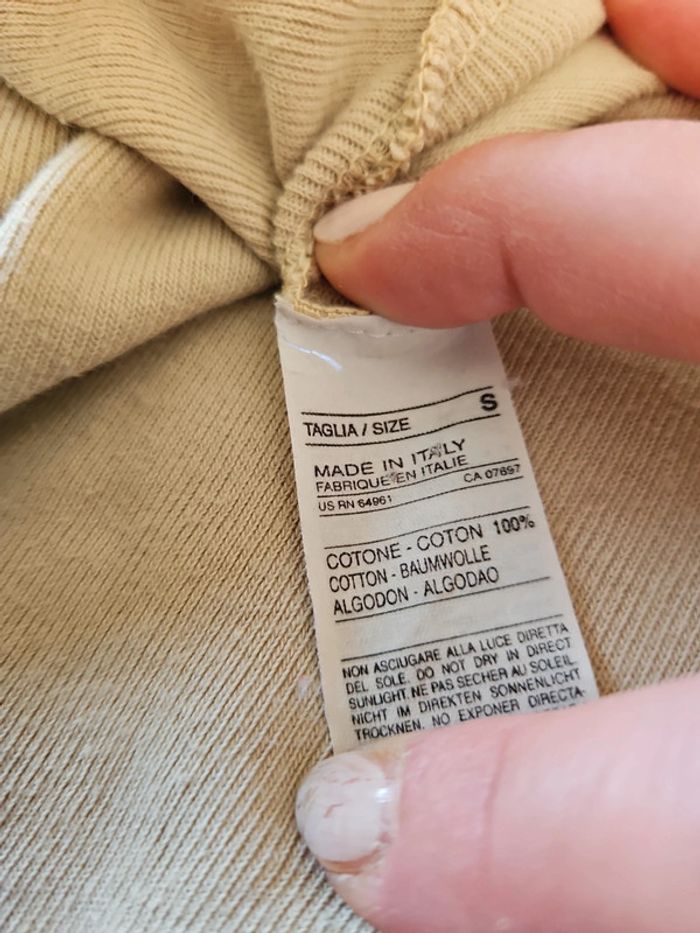 TAGLIA / SIZE S
MADE IN ITALY
FABRIQUE EN ITALIE
US RN 64961 CA 07697
COTONE - COTON 100%
COTTON - BAUMWOLLE
ALGODON - ALGODAO
NON ASCIUGARE ALLA LUCE DIRETTA
DEL SOLE. DO NOT DRY IN DIRECT
SUNLIGHT. NE PAS SECHER AU SOLEIL.
NICHT IM DIREKTEN SONNENLICHT
TROCKNEN. NO EXPONER DIRECTA-